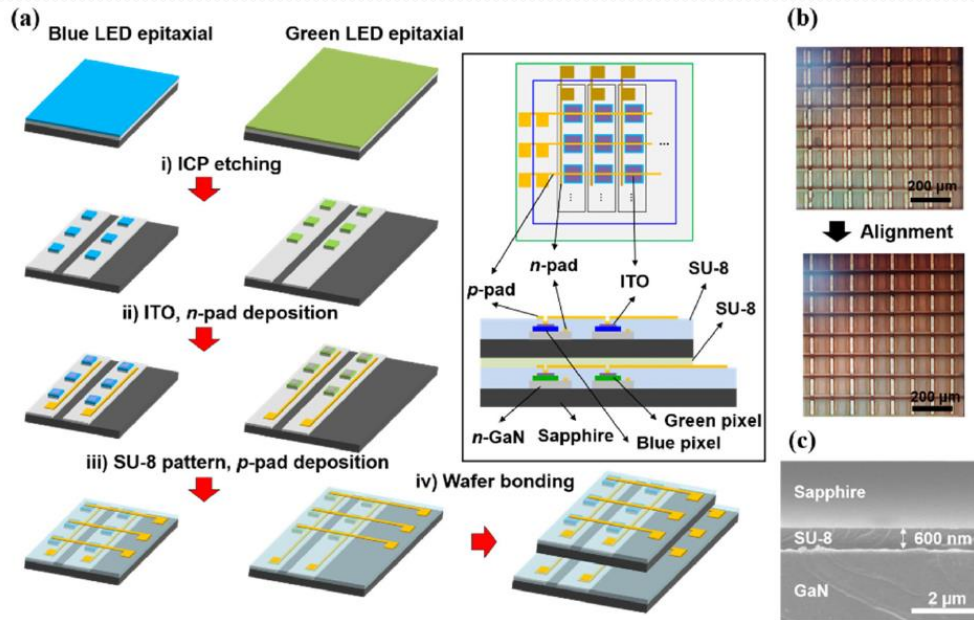 (a)
Blue LED epitaxial
Green LED epitaxial
i) ICP etching
ii) ITO, n-pad deposition
iii) SU-8 pattern, p-pad deposition
iv) Wafer bonding
...
⋮ ⋮ ⋮
n-pad
p-pad
ITO
SU-8
SU-8
n-GaN
Sapphire
Green pixel
Blue pixel
(b)
200 µm
Alignment
200 µm
(c)
Sapphire
SU-8
600 nm
GaN
2 µm